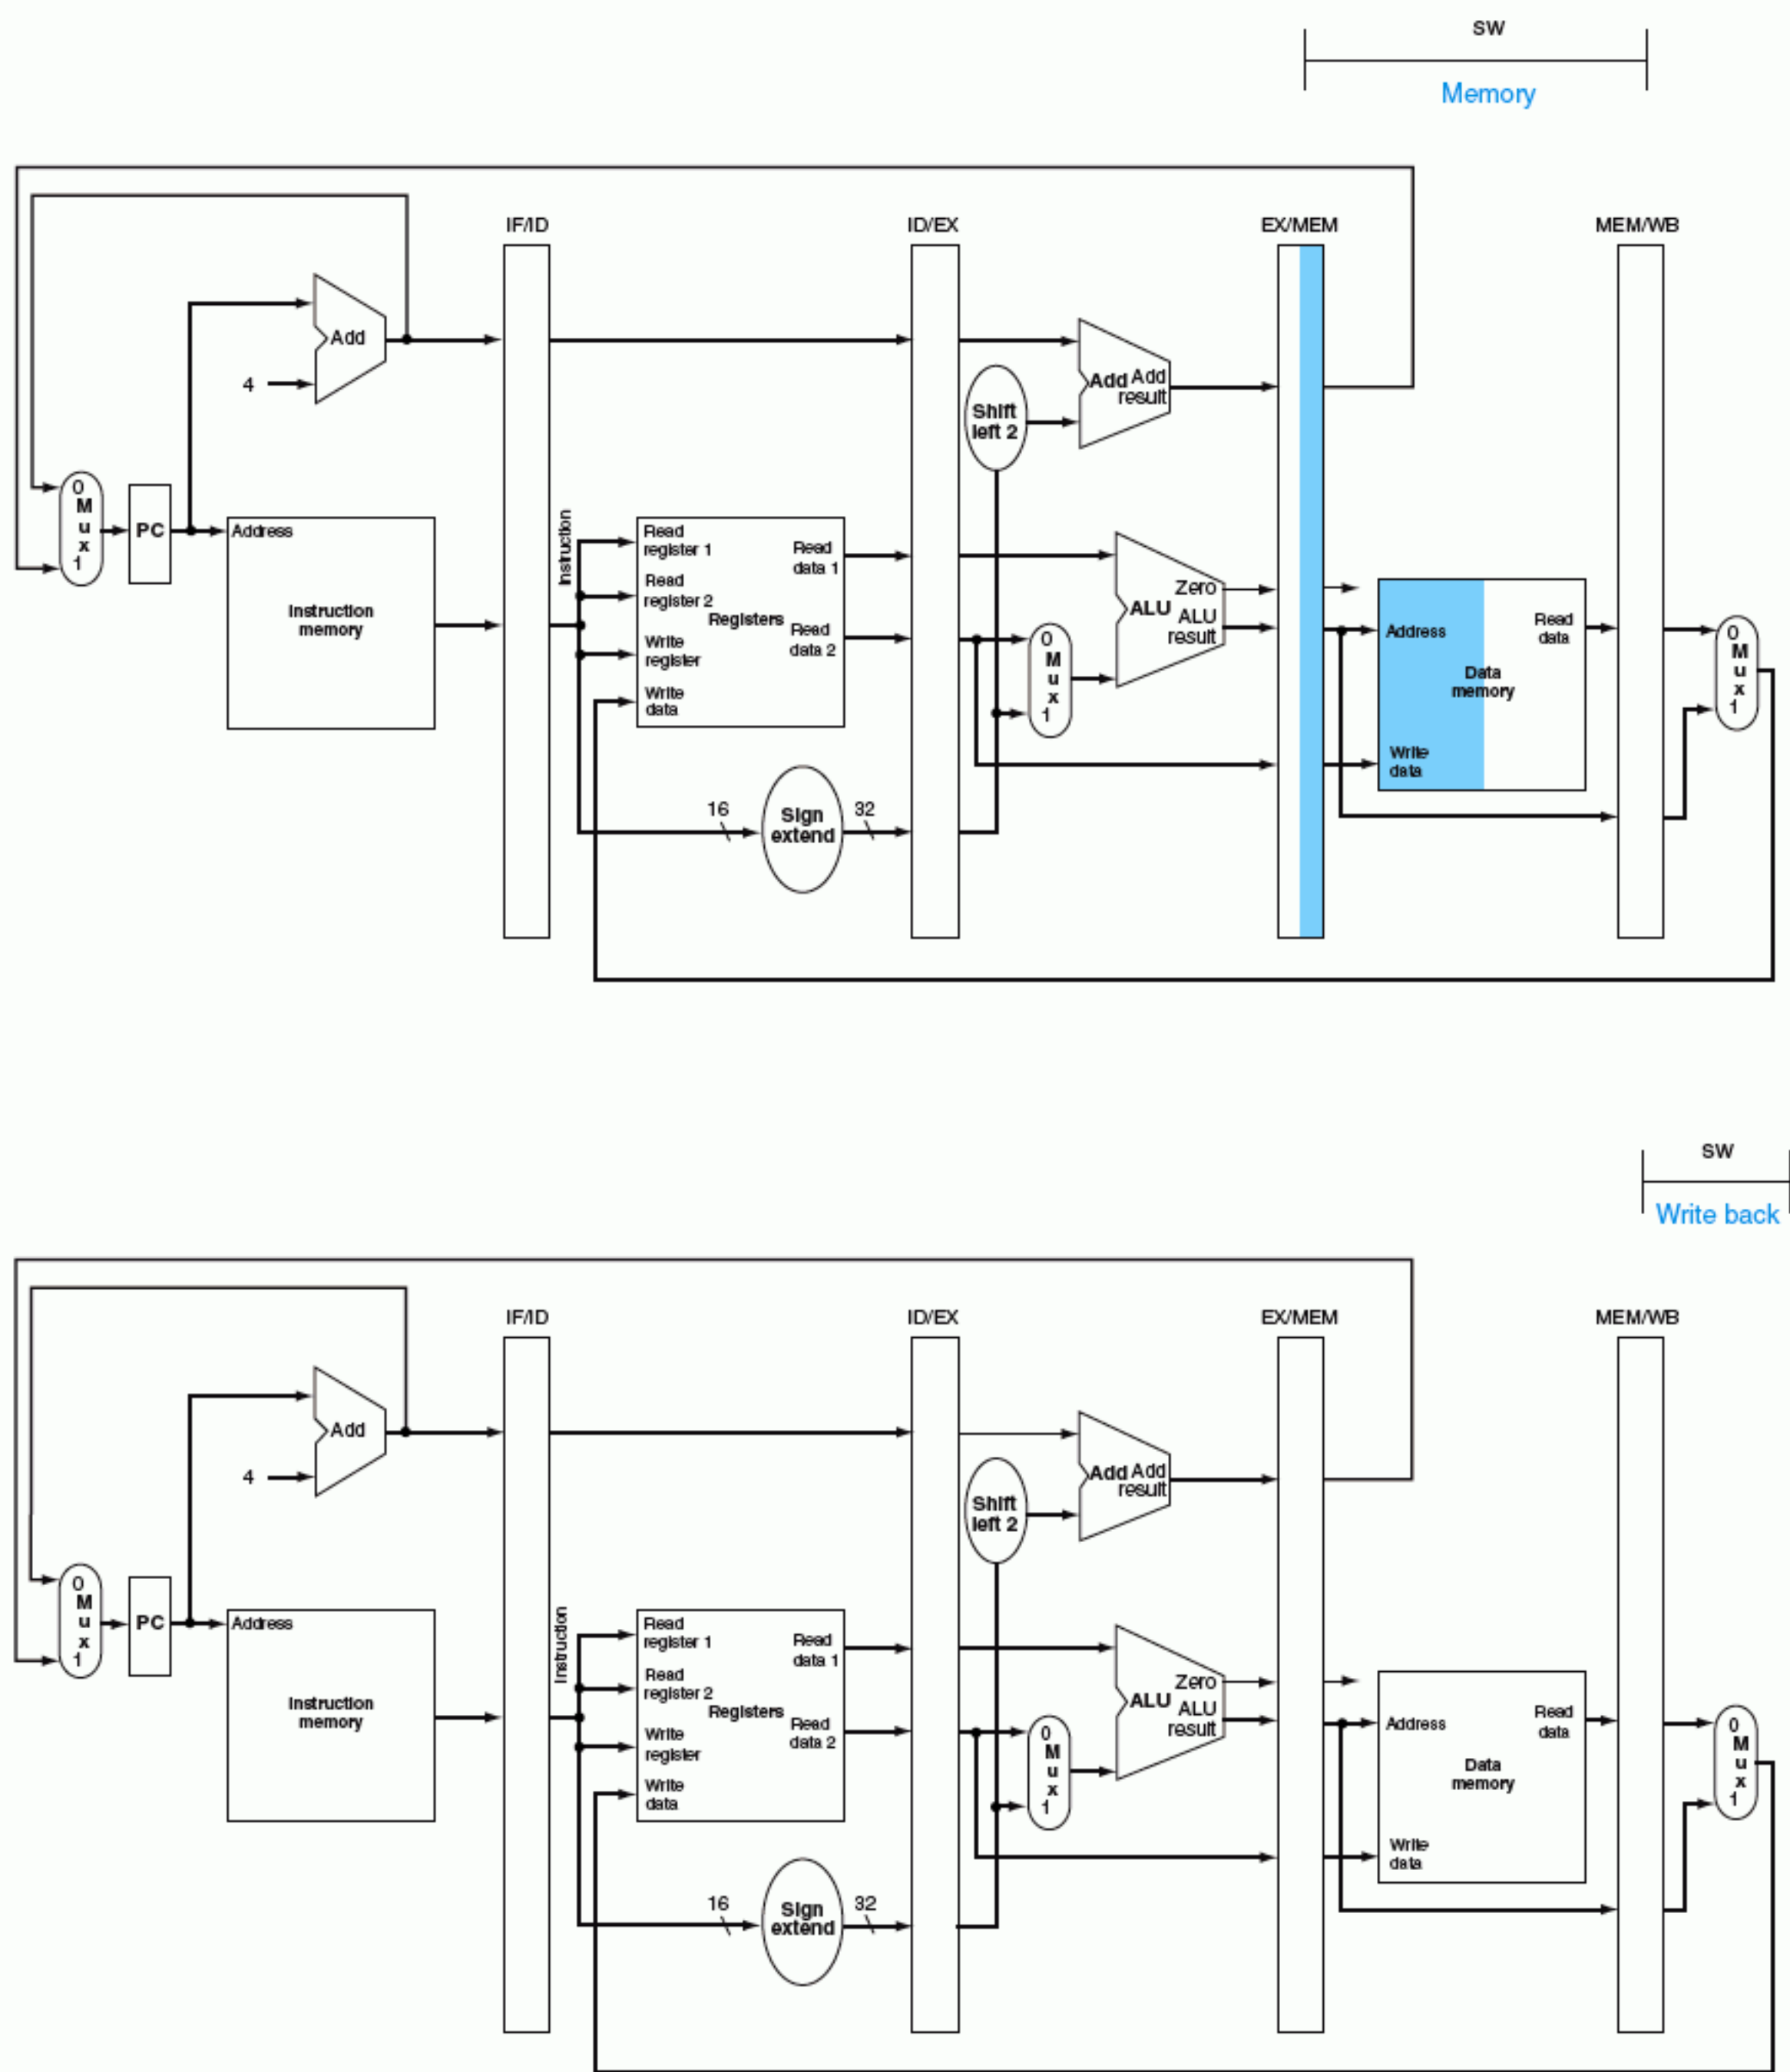 SW
Memory
IF/ID
ID/EX
EX/MEM
MEM/WB
Add
4
Add Add
result
Shift
left 2
0
M
u
x
1
PC
Address
Instruction
memory
Instruction
Read
register 1
Read
register 2
Write
register
Write
data
Registers
Read
data 1
Read
data 2
0
M
u
x
1
Zero
ALU
ALU
result
Address
Read
data
Data
memory
Write
data
0
M
u
x
1
16
Sign
extend
32
SW
Write back
IF/ID
ID/EX
EX/MEM
MEM/WB
Add
4
Add Add
result
Shift
left 2
0
M
u
x
1
PC
Address
Instruction
memory
Instruction
Read
register 1
Read
register 2
Write
register
Write
data
Registers
Read
data 1
Read
data 2
0
M
u
x
1
Zero
ALU
ALU
result
Address
Read
data
Data
memory
Write
data
0
M
u
x
1
16
Sign
extend
32